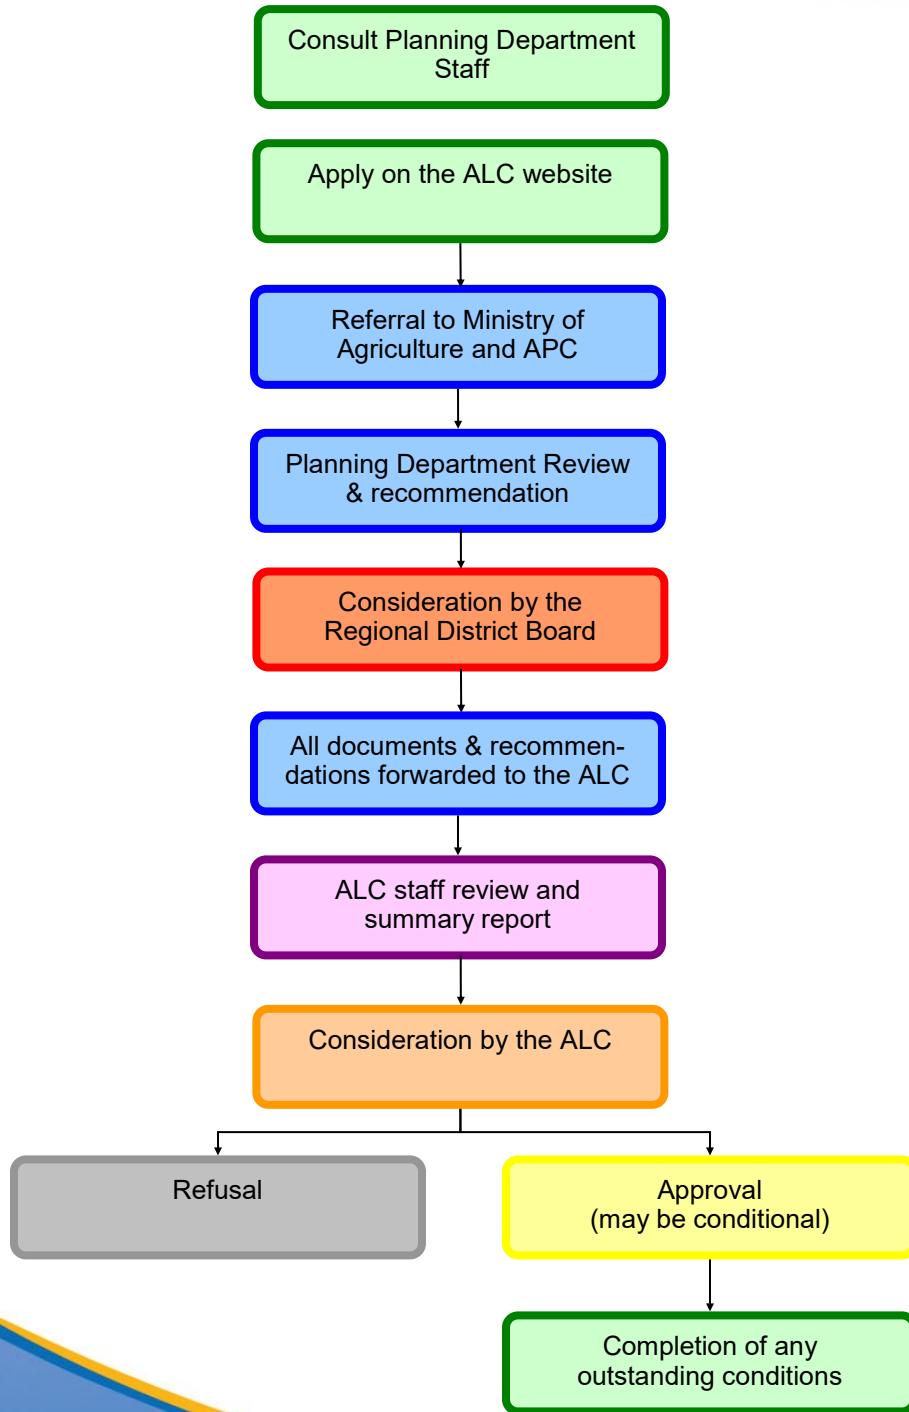 Consult Planning Department
Staff
Apply on the ALC website
Referral to Ministry of
Agriculture and APC
Planning Department Review
& recommendation
Consideration by the
Regional District Board
All documents & recommen-
dations forwarded to the ALC
ALC staff review and
summary report
Consideration by the ALC
Refusal
Approval
(may be conditional)
Completion of any
outstanding conditions